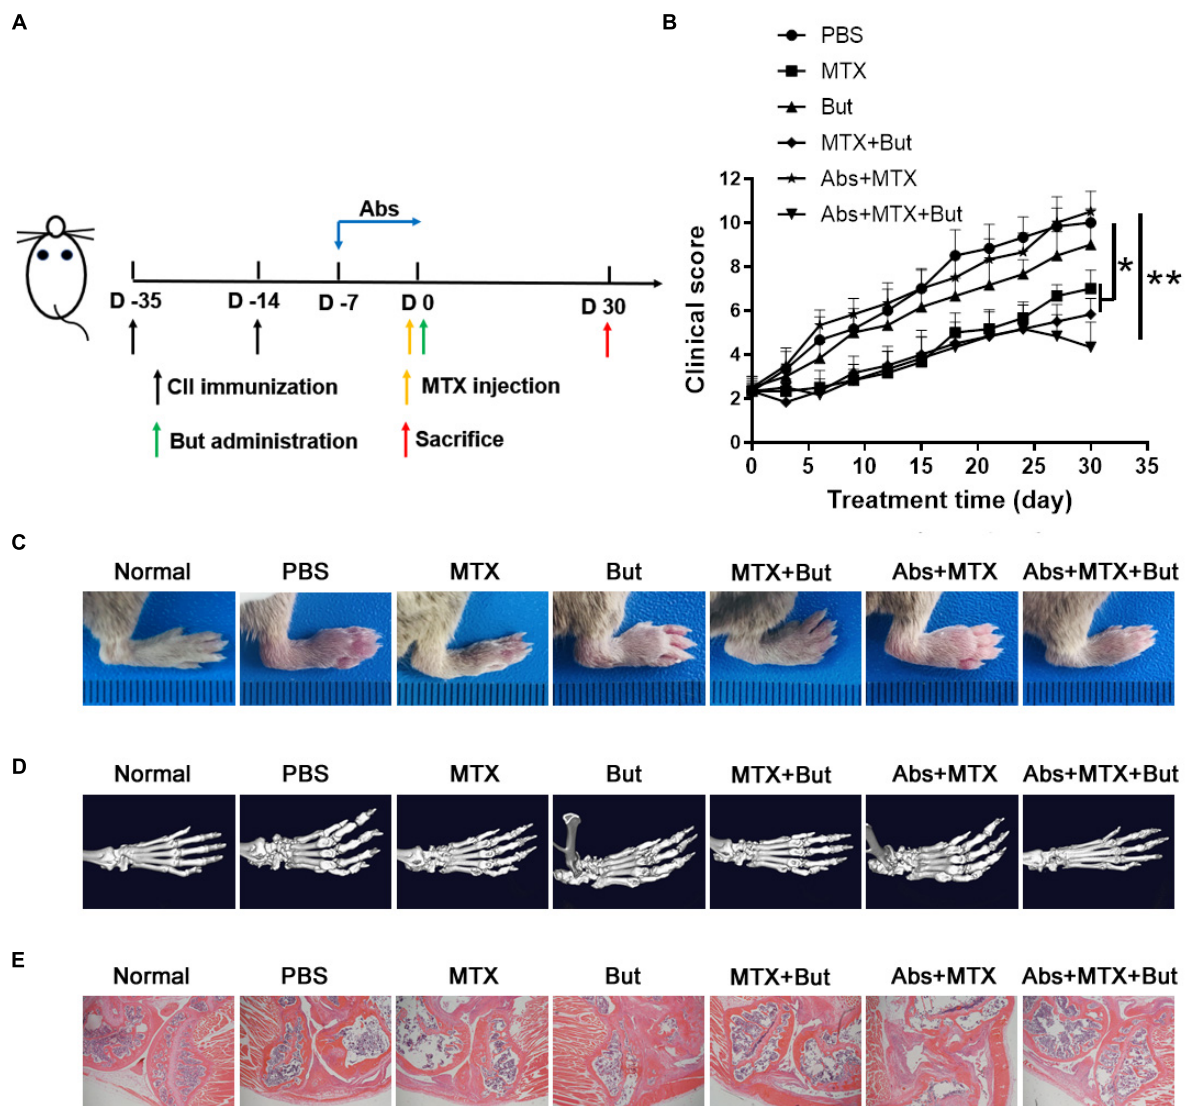 A
Abs
D -35
D -14
D -7
D 0
D 30
CII immunization
MTX injection
But administration
Sacrifice
B
PBS
MTX
But
MTX+But
Abs+MTX
Abs+MTX+But
12
10
8
6
4
2
0
Clinical score
*
**
0 5 10 15 20 25 30 35
Treatment time (day)
C
Normal PBS MTX But MTX+But Abs+MTX Abs+MTX+But
D
Normal PBS MTX But MTX+But Abs+MTX Abs+MTX+But
E
Normal PBS MTX But MTX+But Abs+MTX Abs+MTX+But